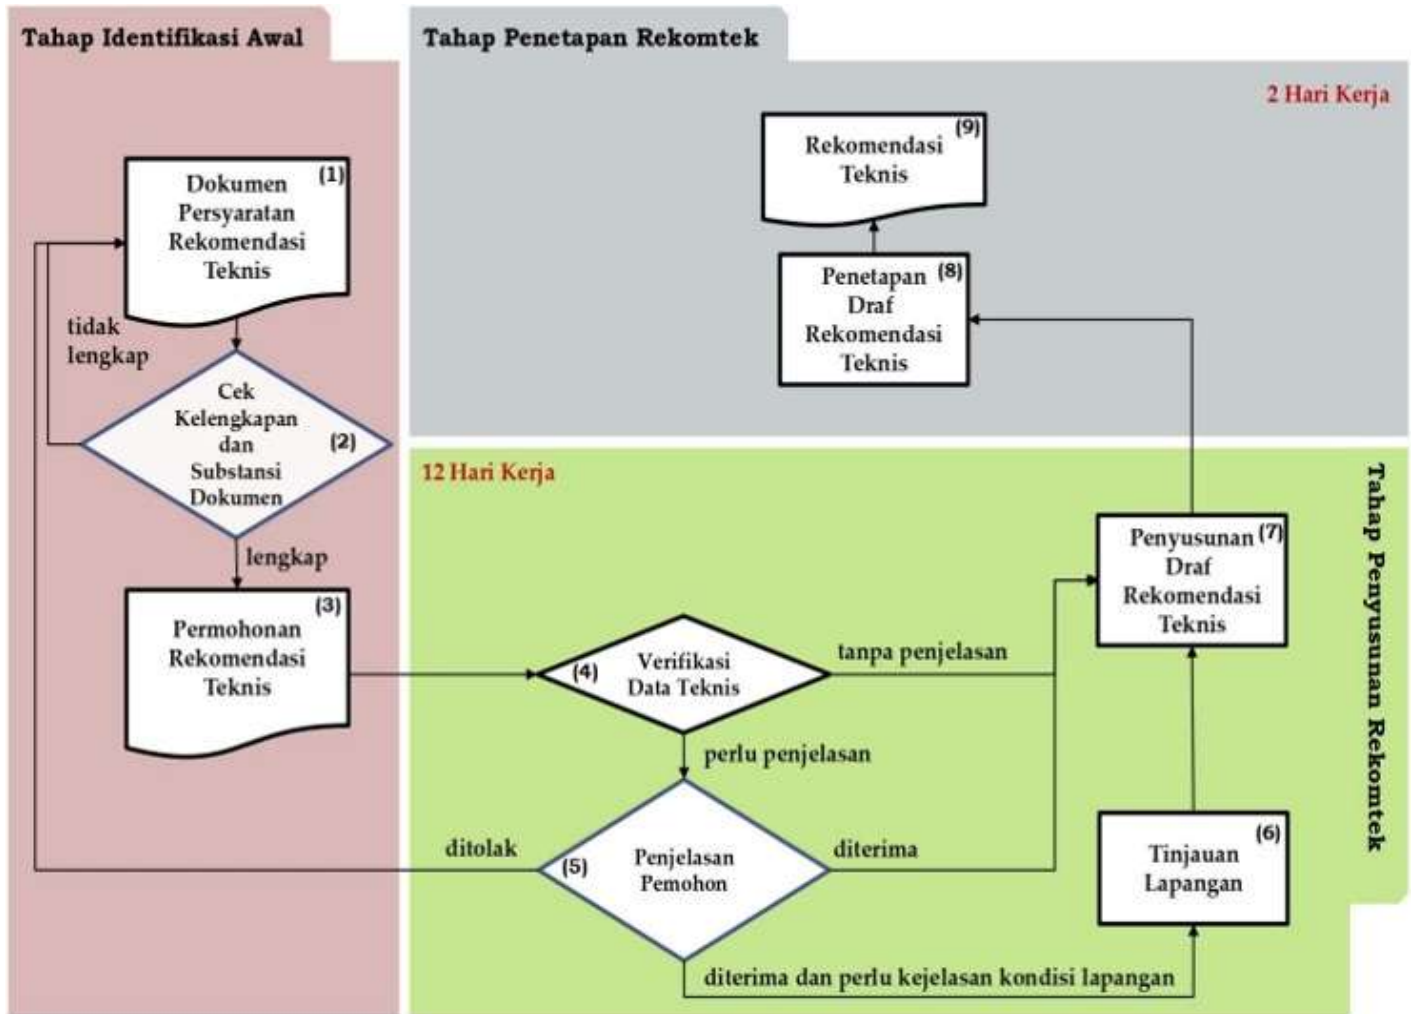 Tahap Identifikasi Awal
(1)
Dokumen
Persyaratan
Rekomendasi
Teknis
tidak
lengkap
Cek
Kelengkapan
dan
(2)
Substansi
Dokumen
lengkap
(3)
Permohonan
Rekomendasi
Teknis
Tahap Penetapan Rekomtek
2 Hari Kerja
(9)
Rekomendasi
Teknis
(8)
Penetapan
Draf
Rekomendasi
Teknis
12 Hari Kerja
Tahap Penyusunan Rekomtek
(7)
Penyusunan
Draf
Rekomendasi
Teknis
(4)
Verifikasi
Data Teknis
tanpa penjelasan
perlu penjelasan
ditolak
(5)
Penjelasan
Pemohon
diterima
(6)
Tinjauan
Lapangan
diterima dan perlu kejelasan kondisi lapangan